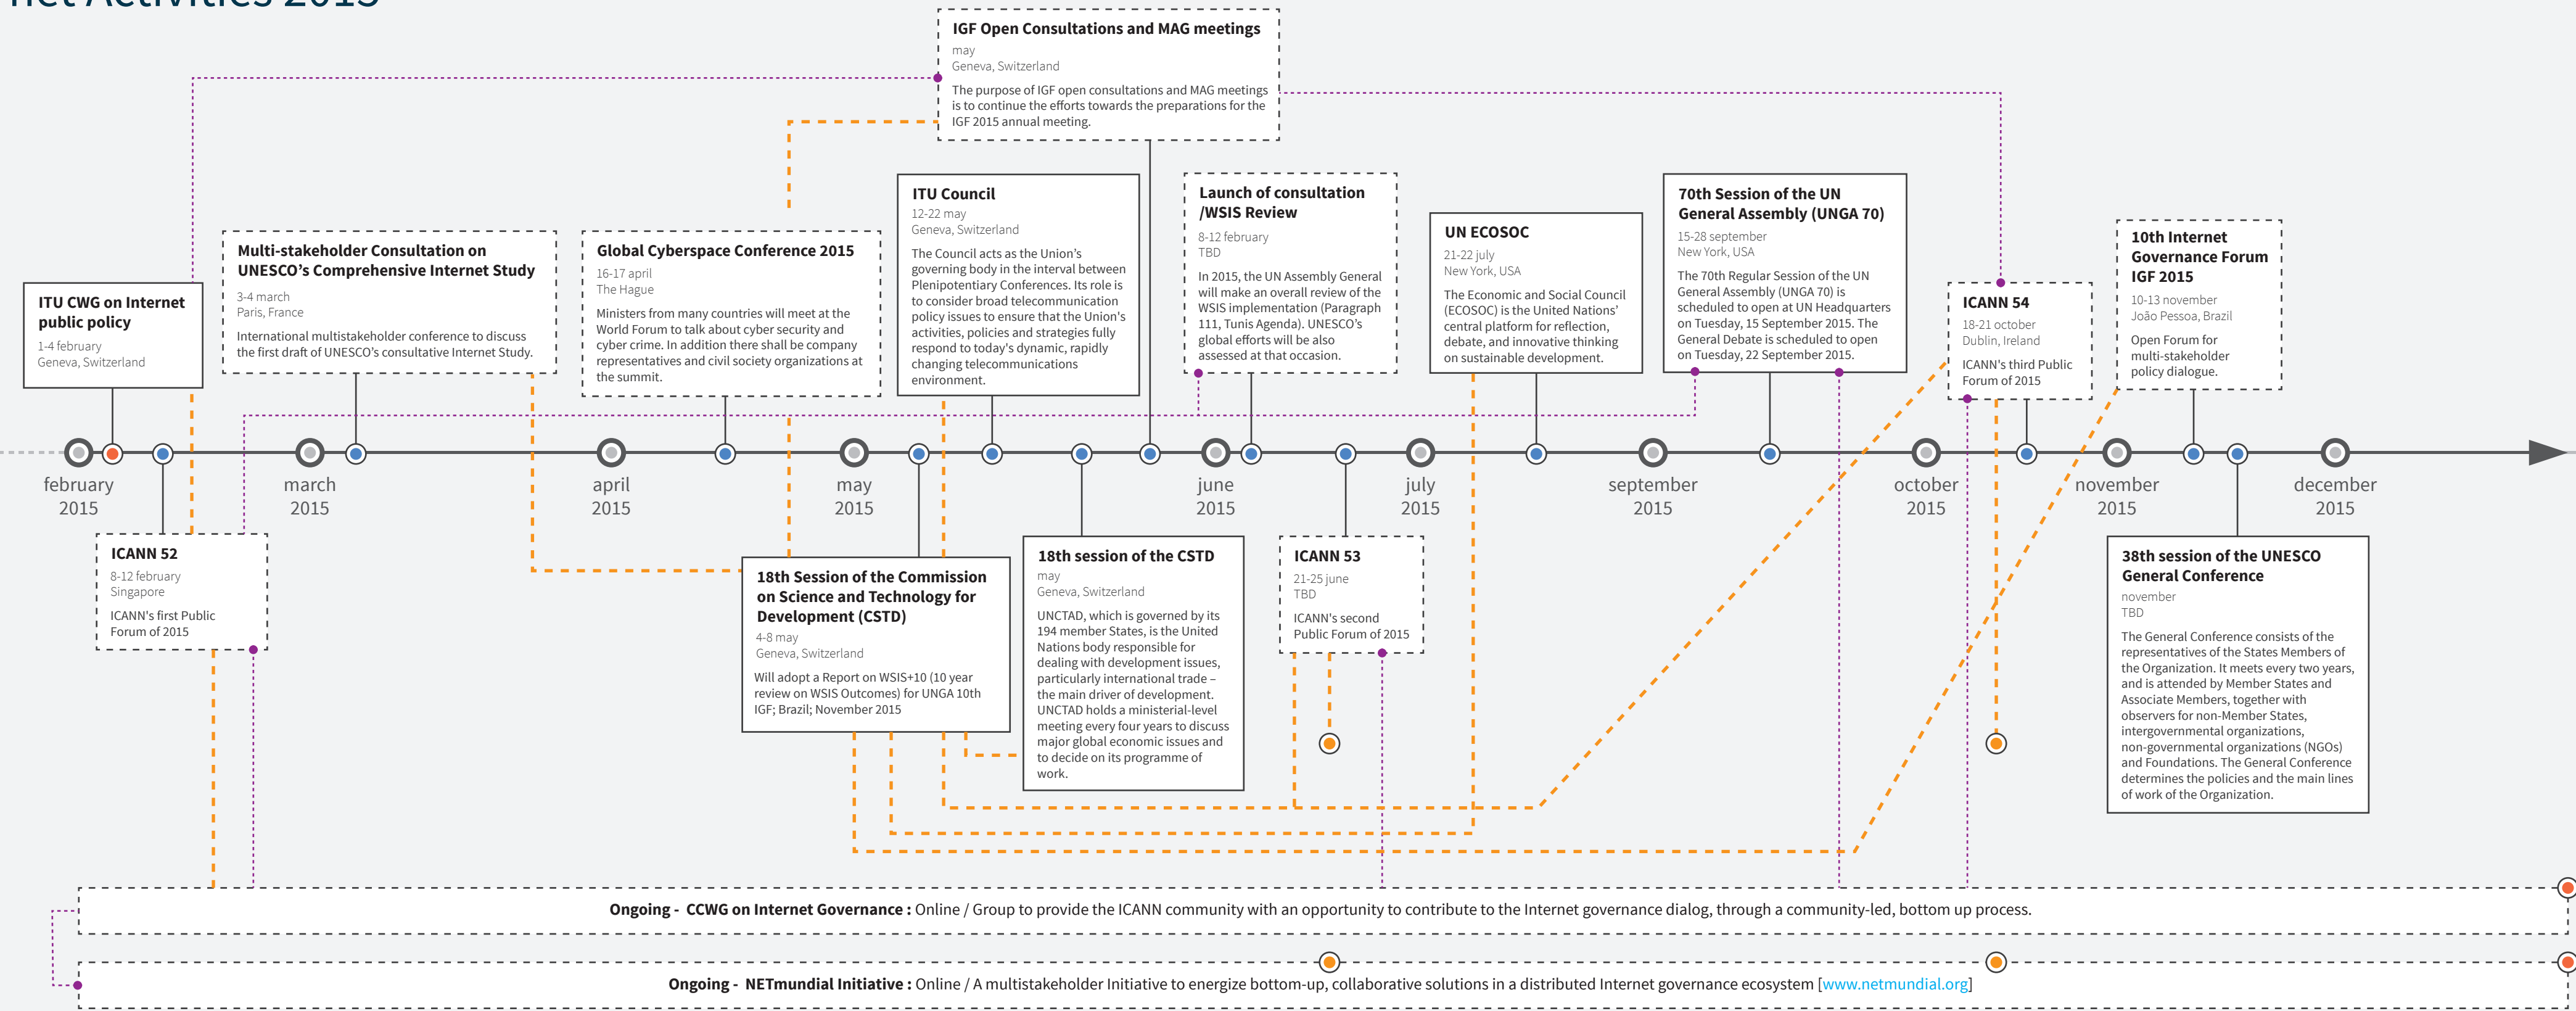 net Activities 2015
IGF Open Consultations and MAG meetings
may
Geneva, Switzerland
The purpose of IGF open consultations and MAG meetings
is to continue the efforts towards the preparations for the
IGF 2015 annual meeting.
ITU CWG on Internet
public policy
1-4 february
Geneva, Switzerland
Multi-stakeholder Consultation on
UNESCO’s Comprehensive Internet Study
3-4 march
Paris, France
International multistakeholder conference to discuss
the first draft of UNESCO’s consultative Internet Study.
Global Cyberspace Conference 2015
16-17 april
The Hague
Ministers from many countries will meet at the
World Forum to talk about cyber security and
cyber crime. In addition there shall be company
representatives and civil society organizations at
the summit.
ITU Council
12-22 may
Geneva, Switzerland
The Council acts as the Union’s
governing body in the interval between
Plenipotentiary Conferences. Its role is
to consider broad telecommunication
policy issues to ensure that the Union's
activities, policies and strategies fully
respond to today's dynamic, rapidly
changing telecommunications
environment.
Launch of consultation
/WSIS Review
8-12 february
TBD
In 2015, the UN Assembly General
will make an overall review of the
WSIS implementation (Paragraph
111, Tunis Agenda). UNESCO’s
global efforts will be also
assessed at that occasion.
UN ECOSOC
21-22 july
New York, USA
The Economic and Social Council
(ECOSOC) is the United Nations’
central platform for reflection,
debate, and innovative thinking
on sustainable development.
70th Session of the UN
General Assembly (UNGA 70)
15-28 september
New York, USA
The 70th Regular Session of the UN
General Assembly (UNGA 70) is
scheduled to open at UN Headquarters
on Tuesday, 15 September 2015. The
General Debate is scheduled to open
on Tuesday, 22 September 2015.
ICANN 54
18-21 october
Dublin, Ireland
ICANN's third Public
Forum of 2015
10th Internet
Governance Forum
IGF 2015
10-13 november
João Pessoa, Brazil
Open Forum for
multi-stakeholder
policy dialogue.
february
2015
march
2015
april
2015
may
2015
june
2015
july
2015
september
2015
october
2015
november
2015
december
2015
ICANN 52
8-12 february
Singapore
ICANN's first Public
Forum of 2015
18th Session of the Commission
on Science and Technology for
Development (CSTD)
4-8 may
Geneva, Switzerland
Will adopt a Report on WSIS+10 (10 year
review on WSIS Outcomes) for UNGA 10th
IGF; Brazil; November 2015
18th session of the CSTD
may
Geneva, Switzerland
UNCTAD, which is governed by its
194 member States, is the United
Nations body responsible for
dealing with development issues,
particularly international trade –
the main driver of development.
UNCTAD holds a ministerial-level
meeting every four years to discuss
major global economic issues and
to decide on its programme of
work.
ICANN 53
21-25 june
TBD
ICANN's second
Public Forum of 2015
38th session of the UNESCO
General Conference
november
TBD
The General Conference consists of the
representatives of the States Members of
the Organization. It meets every two years,
and is attended by Member States and
Associate Members, together with
observers for non-Member States,
intergovernmental organizations,
non-governmental organizations (NGOs)
and Foundations. The General Conference
determines the policies and the main lines
of work of the Organization.
Ongoing - CCWG on Internet Governance : Online / Group to provide the ICANN community with an opportunity to contribute to the Internet governance dialog, through a community-led, bottom up process.
Ongoing - NETmundial Initiative : Online / A multistakeholder Initiative to energize bottom-up, collaborative solutions in a distributed Internet governance ecosystem [www.netmundial.org]